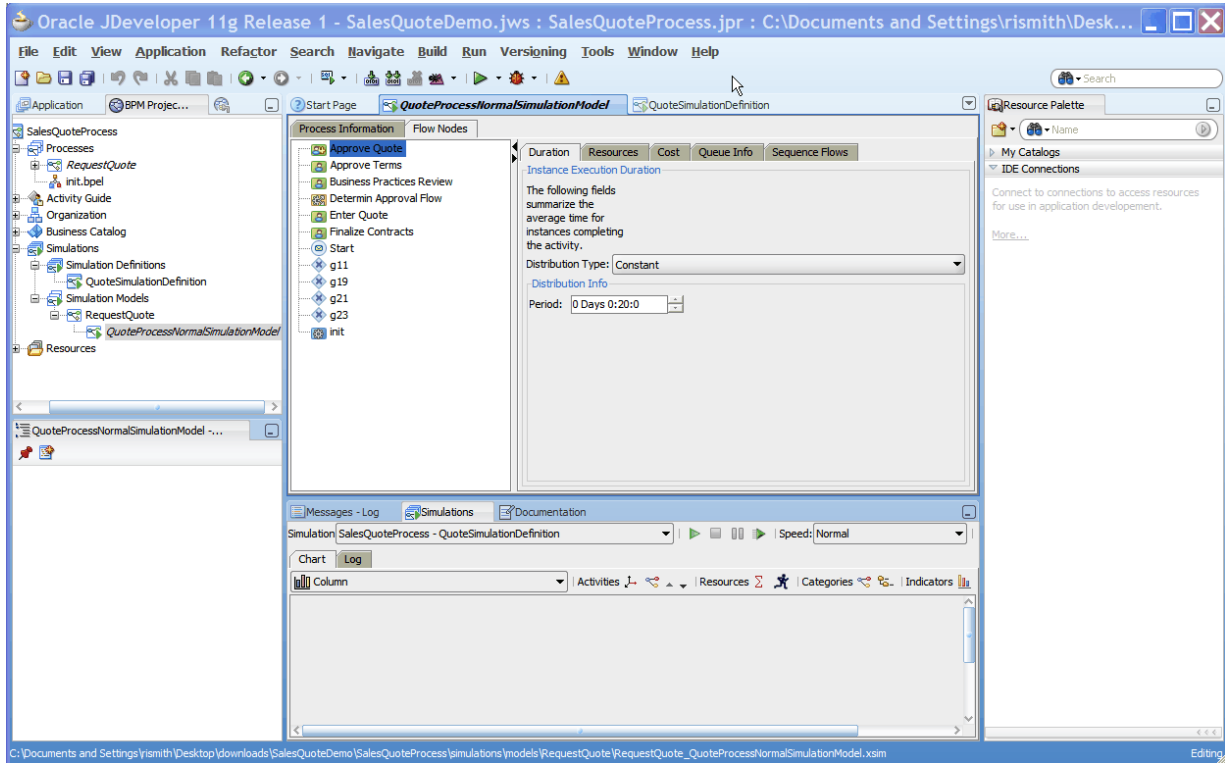 Oracle JDeveloper 11g Release 1 - SalesQuoteDemo.jws : SalesQuoteProcess.jpr : C:\Documents and Settings\rismith\Desk...
File Edit View Application Refactor Search Navigate Build Run Versioning Tools Window Help
Search
Application
BPM Projec...
Start Page
QuoteProcessNormalSimulationModel
QuoteSimulationDefinition
Resource Palette
SalesQuoteProcess
Processes
RequestQuote
init.bpel
Activity Guide
Organization
Business Catalog
Simulations
Simulation Definitions
QuoteSimulationDefinition
Simulation Models
RequestQuote
QuoteProcessNormalSimulationModel
Resources
QuoteProcessNormalSimulationModel -...
Process Information
Flow Nodes
Approve Quote
Approve Terms
Business Practices Review
Determin Approval Flow
Enter Quote
Finalize Contracts
Start
g11
g19
g21
g23
init
Duration Resources Cost Queue Info Sequence Flows
Instance Execution Duration
The following fields
summarize the
average time for
instances completing
the activity.
Distribution Type: Constant
Distribution Info
Period: 0 Days 0:20:0
Name
My Catalogs
IDE Connections
Connect to connections to access resources
for use in application developement.
More...
Messages - Log
Simulations
Documentation
Simulation SalesQuoteProcess - QuoteSimulationDefinition
Speed: Normal
Chart Log
Column
Activities
Resources
Categories
Indicators
C:\Documents and Settings\rismith\Desktop\downloads\SalesQuoteDemo\SalesQuoteProcess\simulations\models\RequestQuote\RequestQuote_QuoteProcessNormalSimulationModel.xsim
Editing